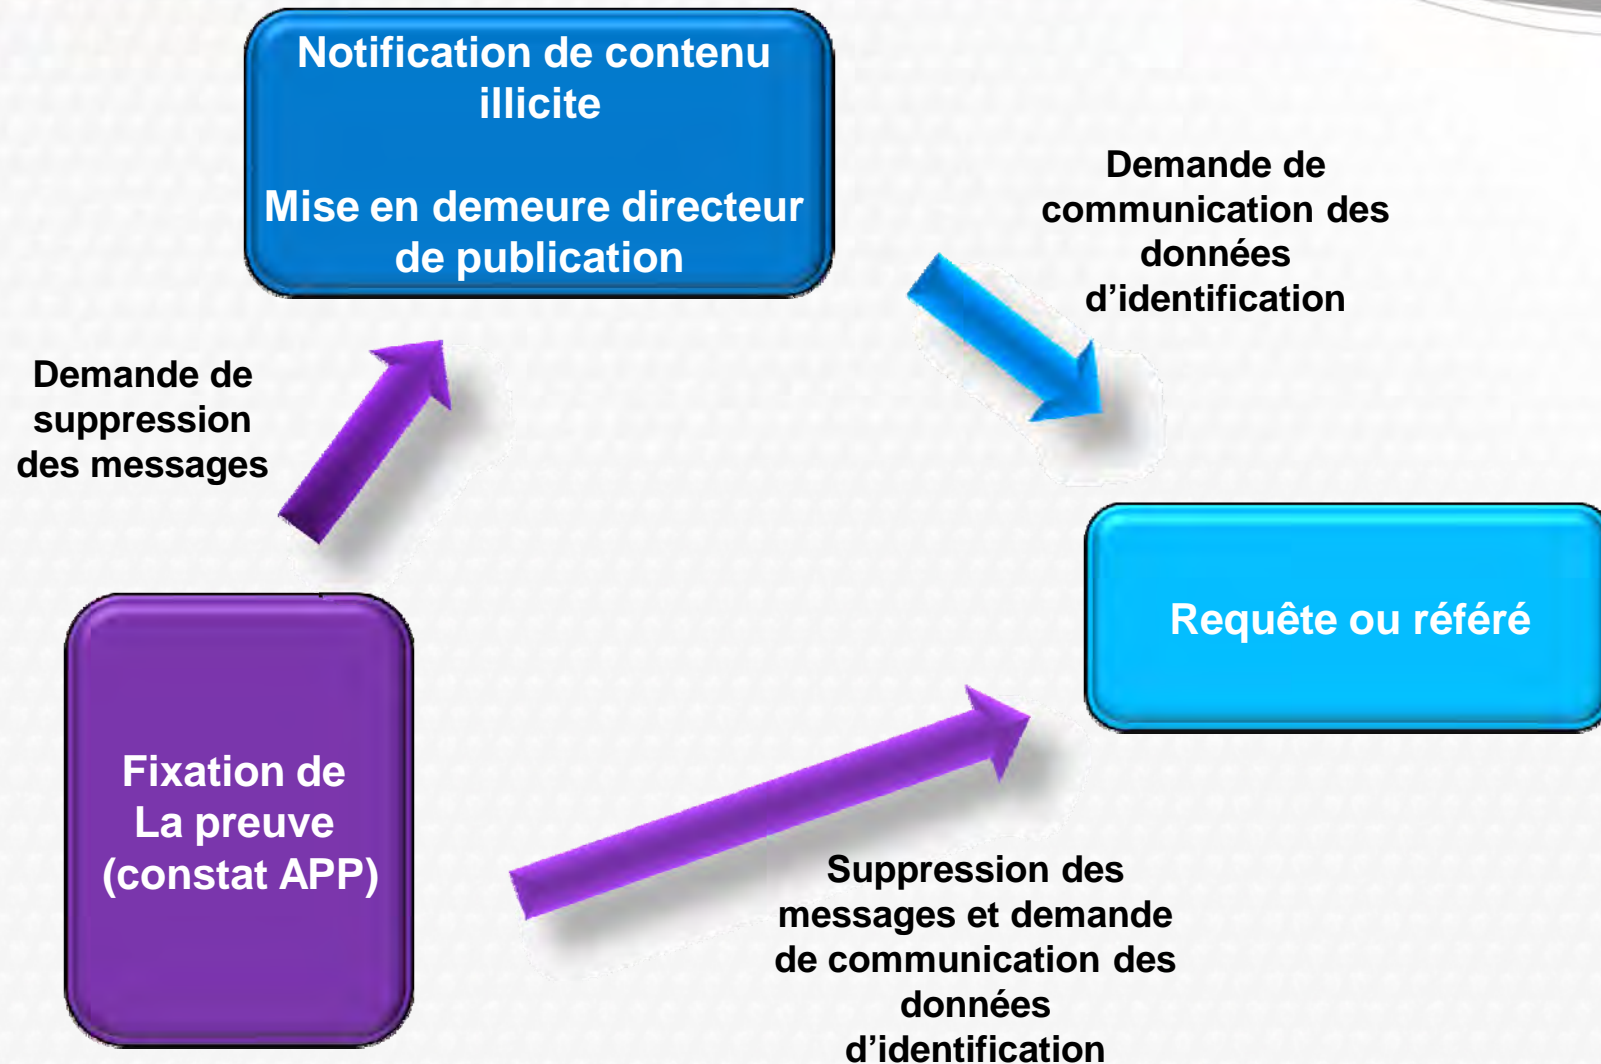 Notification de contenu
illicite
Mise en demeure directeur
de publication
Demande de
communication des
données
d’identification
Demande de
suppression
des messages
Requête ou référé
Fixation de
La preuve
(constat APP)
Suppression des
messages et demande
de communication des
données
d’identification